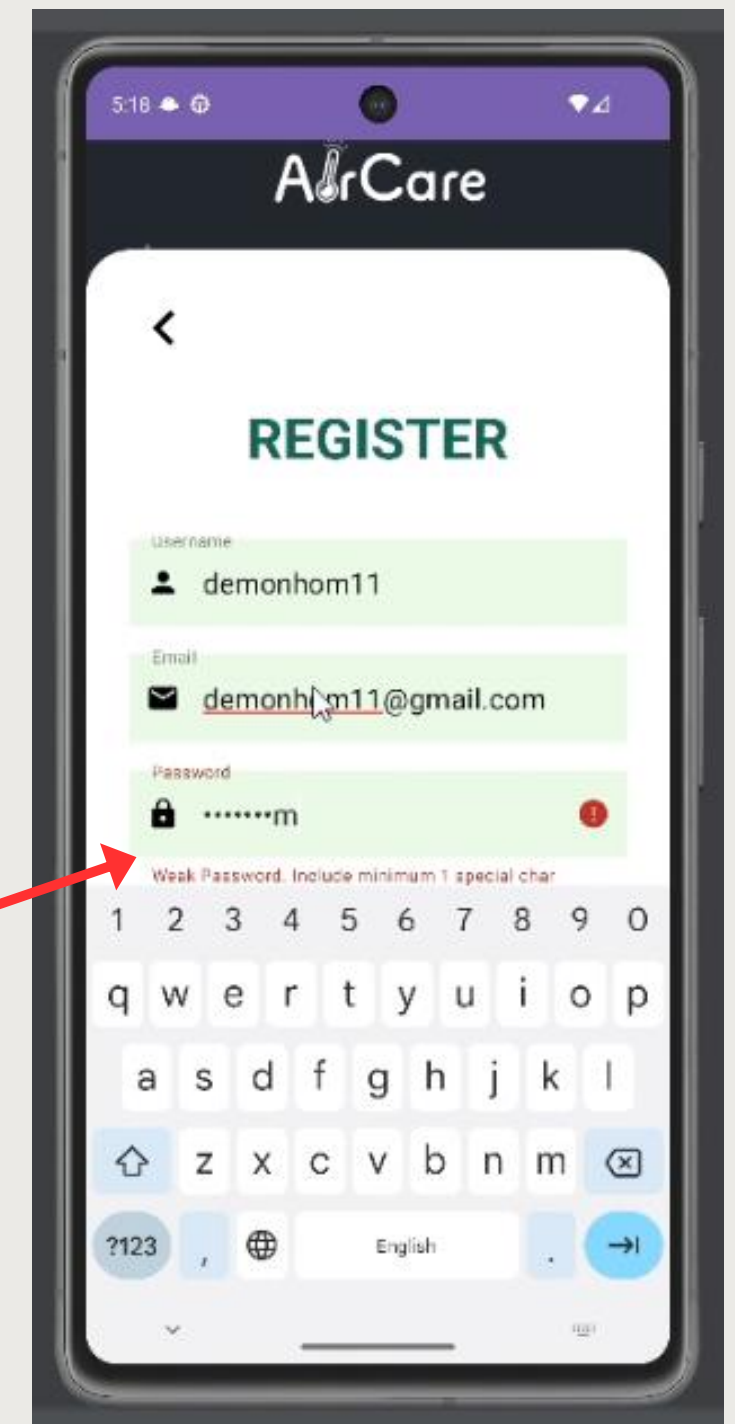 5:18
AirCare
REGISTER
Username
demonhom11
Email
demonhom11@gmail.com
Password
•••••••m
Weak Password. Include minimum 1 special char
1 2 3 4 5 6 7 8 9 0
q w e r t y u i o p
a s d f g h j k l
z x c v b n m
?123 , English .